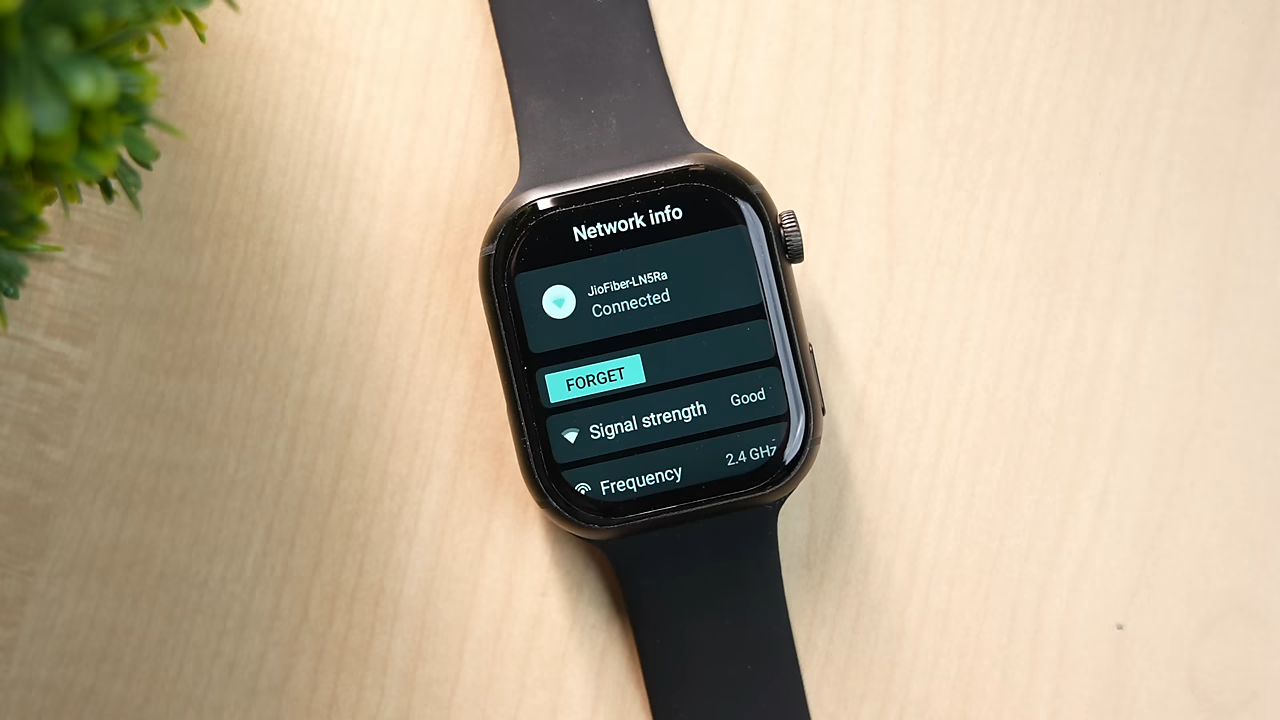 Network info
JioFiber-LN5Ra
Connected
FORGET
Signal strength Good
Frequency 2.4 GHz